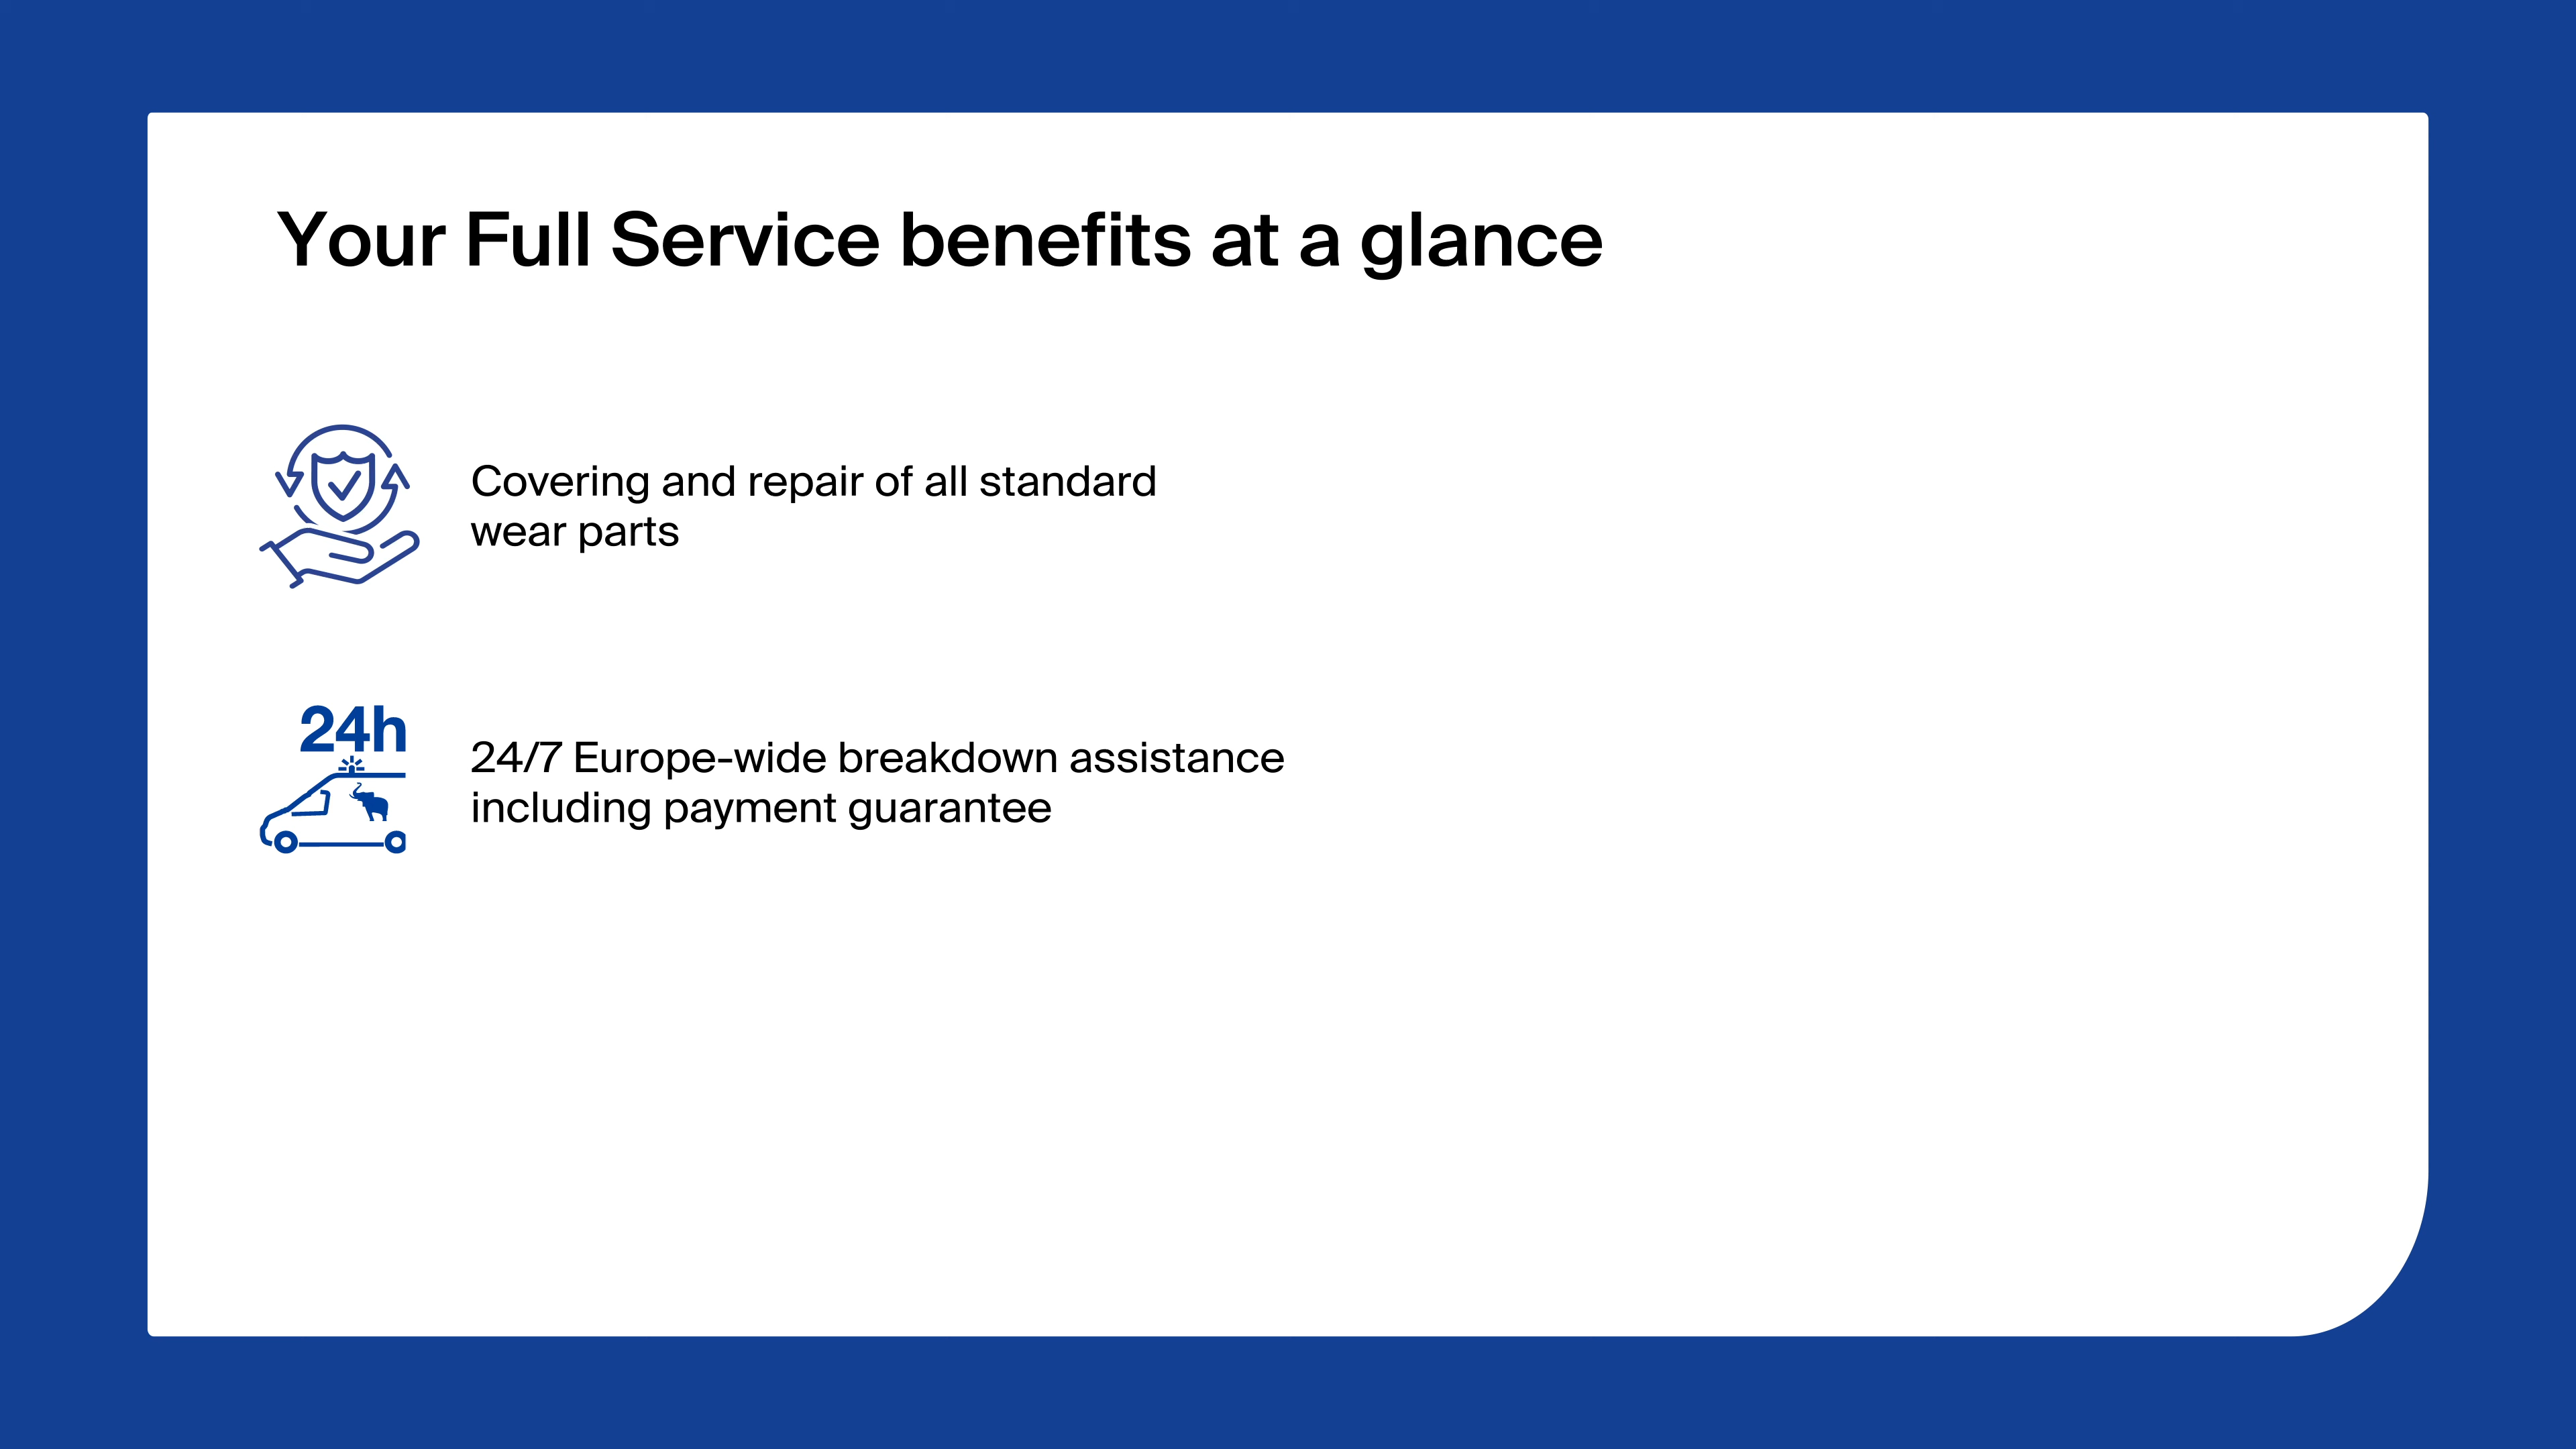 Your Full Service benefits at a glance
Covering and repair of all standard
wear parts
24h
24/7 Europe-wide breakdown assistance
including payment guarantee